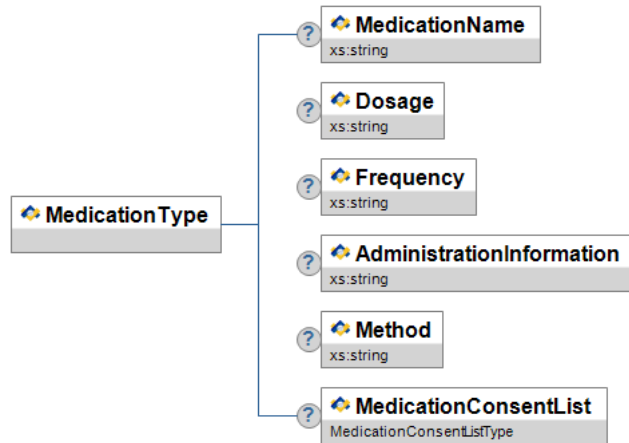 MedicationName
xs:string
?
Dosage
xs:string
?
Frequency
xs:string
?
MedicationType
AdministrationInformation
xs:string
?
Method
xs:string
?
MedicationConsentList
MedicationConsentListType
?